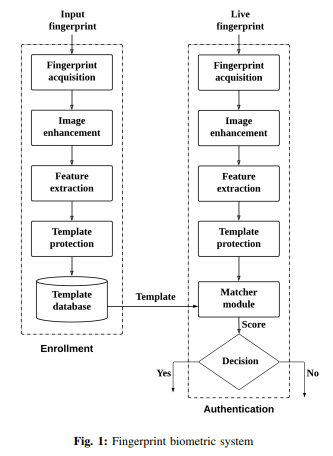 Input
fingerprint
Fingerprint
acquisition
Image
enhancement
Feature
extraction
Template
protection
Template
database
Enrollment
Template
Live
fingerprint
Fingerprint
acquisition
Image
enhancement
Feature
extraction
Template
protection
Matcher
module
Score
Decision
Yes
No
Authentication
Fig. 1: Fingerprint biometric system